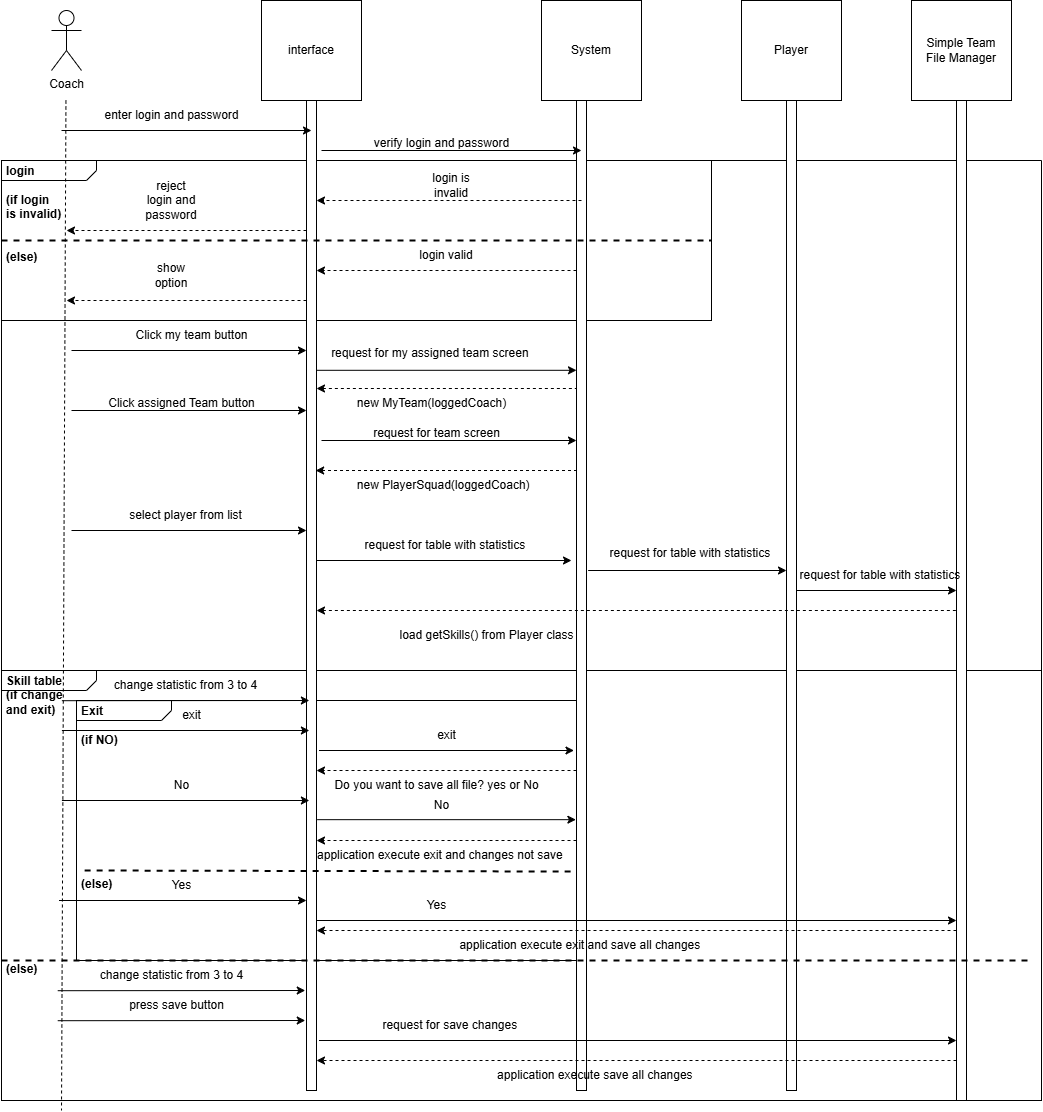 interface
System
Player
Simple Team
File Manager
Coach
enter login and password
verify login and password
login
(if login
is invalid)
reject
login and
password
login is
invalid
(else)
login valid
show
option
Click my team button
request for my assigned team screen
new MyTeam(loggedCoach)
Click assigned Team button
request for team screen
new PlayerSquad(loggedCoach)
select player from list
request for table with statistics
request for table with statistics
request for table with statistics
load getSkills() from Player class
Skill table
(if change
and exit)
change statistic from 3 to 4
Exit
exit
(if NO)
exit
Do you want to save all file? yes or No
No
No
application execute exit and changes not save
(else)
Yes
Yes
application execute exit and save all changes
(else)
change statistic from 3 to 4
press save button
request for save changes
application execute save all changes